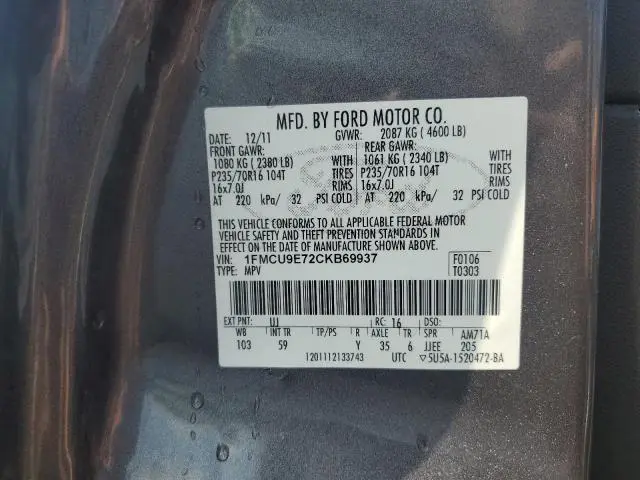 MFD. BY FORD MOTOR CO.
DATE: 12/11 GVWR: 2087 KG ( 4600 LB)
FRONT GAWR: REAR GAWR:
1080 KG ( 2380 LB) WITH 1061 KG ( 2340 LB) WITH
P235/70R16 104T TIRES P235/70R16 104T TIRES
16x7.0J RIMS 16x7.0J RIMS
AT 220 kPa/ 32 PSI COLD AT 220 kPa/ 32 PSI COLD
THIS VEHICLE CONFORMS TO ALL APPLICABLE FEDERAL MOTOR
VEHICLE SAFETY AND THEFT PREVENTION STANDARDS IN
EFFECT ON THE DATE OF MANUFACTURE SHOWN ABOVE.
VIN: 1FMCU9E72CKB69937 F0106
TYPE: MPV T0303
EXT PNT: UJ RC: 16 DSO:
WB INT TR TP/PS R AXLE TR SPR AM71A
103 59 Y 35 6 JJEE 205
1201112133743 UTC ▽5U5A-1520472-BA